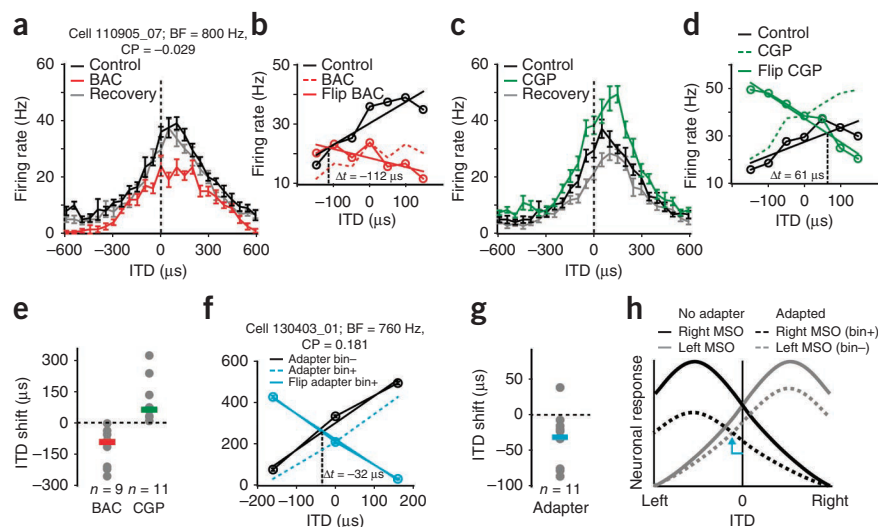 a
Cell 110905_07; BF = 800 Hz,
CP = −0.029
Control
BAC
Recovery
Firing rate (Hz)
60
40
20
0
−600
−300
0
300
600
ITD (μs)
b
Control
BAC
Flip BAC
Firing rate (Hz)
50
30
10
Δt = −112 μs
−100
0
100
ITD (μs)
c
Control
CGP
Recovery
Firing rate (Hz)
60
40
20
0
−600
−300
0
300
600
ITD (μs)
d
Control
CGP
Flip CGP
Firing rate (Hz)
50
30
10
Δt = 61 μs
−100
0
100
ITD (μs)
e
ITD shift (μs)
300
150
0
−150
−300
n = 9
n = 11
BAC
CGP
f
Cell 130403_01; BF = 760 Hz,
CP = 0.181
Adapter bin−
Adapter bin+
Flip adapter bin+
600
400
200
0
Δt = −32 μs
−200
−100
0
100
200
ITD (μs)
g
ITD shift (μs)
50
0
−50
−100
n = 11
Adapter
h
No adapter
Right MSO
Left MSO
Adapted
Right MSO (bin+)
Left MSO (bin−)
Neuronal response
Left
0
Right
ITD